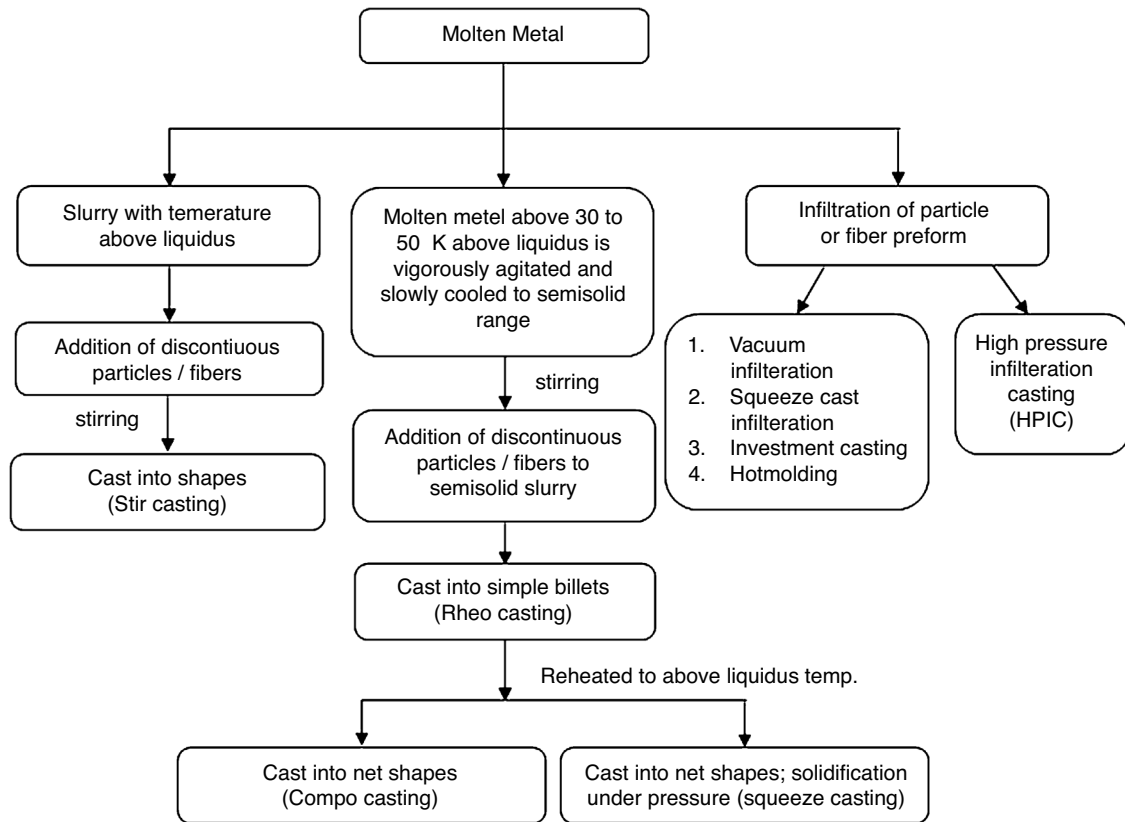 Molten Metal
Slurry with temerature
above liquidus
Addition of discontiuous
particles / fibers
stirring
Cast into shapes
(Stir casting)
Molten metel above 30 to
50 K above liquidus is
vigorously agitated and
slowly cooled to semisolid
range
stirring
Addition of discontinuous
particles / fibers to
semisolid slurry
Cast into simple billets
(Rheo casting)
Reheated to above liquidus temp.
Cast into net shapes
(Compo casting)
Cast into net shapes; solidification
under pressure (squeeze casting)
Infiltration of particle
or fiber preform
1. Vacuum
infilteration
2. Squeeze cast
infilteration
3. Investment casting
4. Hotmolding
High pressure
infilteration
casting
(HPIC)